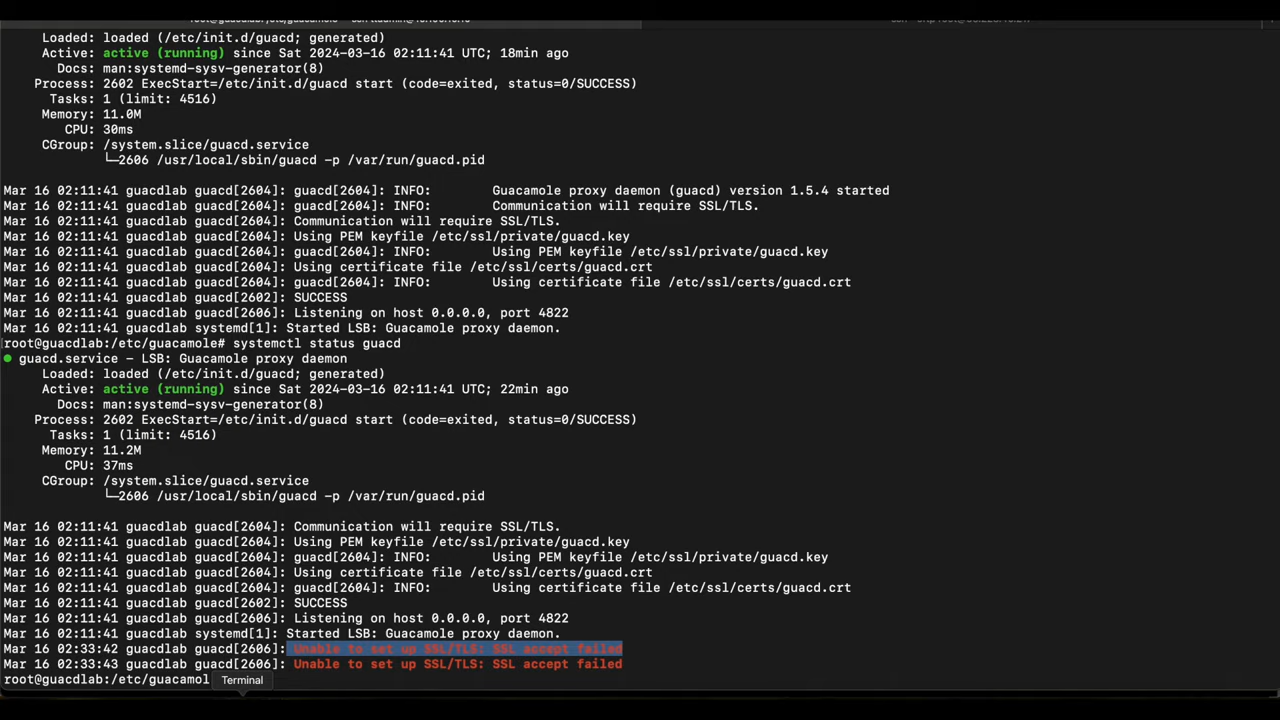 Loaded: loaded (/etc/init.d/guacd; generated)
Active: active (running) since Sat 2024-03-16 02:11:41 UTC; 18min ago
Docs: man:systemd-sysv-generator(8)
Process: 2602 ExecStart=/etc/init.d/guacd start (code=exited, status=0/SUCCESS)
Tasks: 1 (limit: 4516)
Memory: 11.0M
CPU: 30ms
CGroup: /system.slice/guacd.service
└─2606 /usr/local/sbin/guacd -p /var/run/guacd.pid
Mar 16 02:11:41 guacdlab guacd[2604]: guacd[2604]: INFO: Guacamole proxy daemon (guacd) version 1.5.4 started
Mar 16 02:11:41 guacdlab guacd[2604]: guacd[2604]: INFO: Communication will require SSL/TLS.
Mar 16 02:11:41 guacdlab guacd[2604]: Communication will require SSL/TLS.
Mar 16 02:11:41 guacdlab guacd[2604]: Using PEM keyfile /etc/ssl/private/guacd.key
Mar 16 02:11:41 guacdlab guacd[2604]: guacd[2604]: INFO: Using PEM keyfile /etc/ssl/private/guacd.key
Mar 16 02:11:41 guacdlab guacd[2604]: Using certificate file /etc/ssl/certs/guacd.crt
Mar 16 02:11:41 guacdlab guacd[2604]: guacd[2604]: INFO: Using certificate file /etc/ssl/certs/guacd.crt
Mar 16 02:11:41 guacdlab guacd[2602]: SUCCESS
Mar 16 02:11:41 guacdlab guacd[2606]: Listening on host 0.0.0.0, port 4822
Mar 16 02:11:41 guacdlab systemd[1]: Started LSB: Guacamole proxy daemon.
root@guacdlab:/etc/guacamole# systemctl status guacd
● guacd.service - LSB: Guacamole proxy daemon
Loaded: loaded (/etc/init.d/guacd; generated)
Active: active (running) since Sat 2024-03-16 02:11:41 UTC; 22min ago
Docs: man:systemd-sysv-generator(8)
Process: 2602 ExecStart=/etc/init.d/guacd start (code=exited, status=0/SUCCESS)
Tasks: 1 (limit: 4516)
Memory: 11.2M
CPU: 37ms
CGroup: /system.slice/guacd.service
└─2606 /usr/local/sbin/guacd -p /var/run/guacd.pid
Mar 16 02:11:41 guacdlab guacd[2604]: Communication will require SSL/TLS.
Mar 16 02:11:41 guacdlab guacd[2604]: Using PEM keyfile /etc/ssl/private/guacd.key
Mar 16 02:11:41 guacdlab guacd[2604]: guacd[2604]: INFO: Using PEM keyfile /etc/ssl/private/guacd.key
Mar 16 02:11:41 guacdlab guacd[2604]: Using certificate file /etc/ssl/certs/guacd.crt
Mar 16 02:11:41 guacdlab guacd[2604]: guacd[2604]: INFO: Using certificate file /etc/ssl/certs/guacd.crt
Mar 16 02:11:41 guacdlab guacd[2602]: SUCCESS
Mar 16 02:11:41 guacdlab guacd[2606]: Listening on host 0.0.0.0, port 4822
Mar 16 02:11:41 guacdlab systemd[1]: Started LSB: Guacamole proxy daemon.
Mar 16 02:33:42 guacdlab guacd[2606]: Unable to set up SSL/TLS: SSL accept failed
Mar 16 02:33:43 guacdlab guacd[2606]: Unable to set up SSL/TLS: SSL accept failed
root@guacdlab:/etc/guacamol Terminal